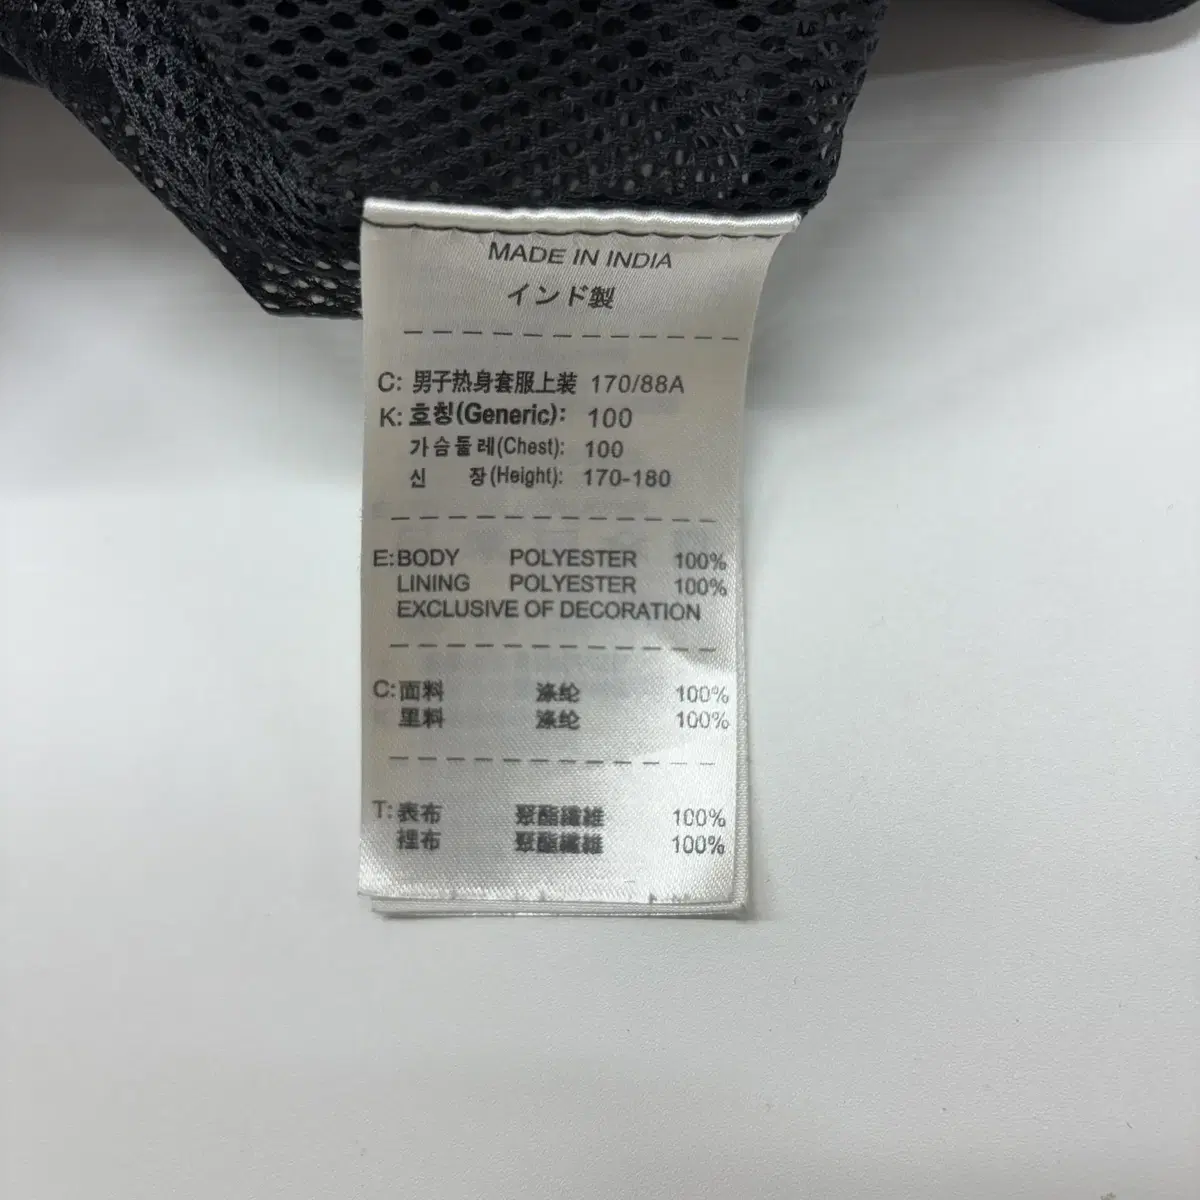 MADE IN INDIA
インド製
C: 男子热身套服上装 170/88A
K: 호칭(Generic): 100
가슴둘레(Chest): 100
신 장(Height): 170-180
E: BODY POLYESTER 100%
LINING POLYESTER 100%
EXCLUSIVE OF DECORATION
C: 面料 涤纶 100%
里料 涤纶 100%
T: 表布 聚酯纖維 100%
裡布 聚酯纖維 100%